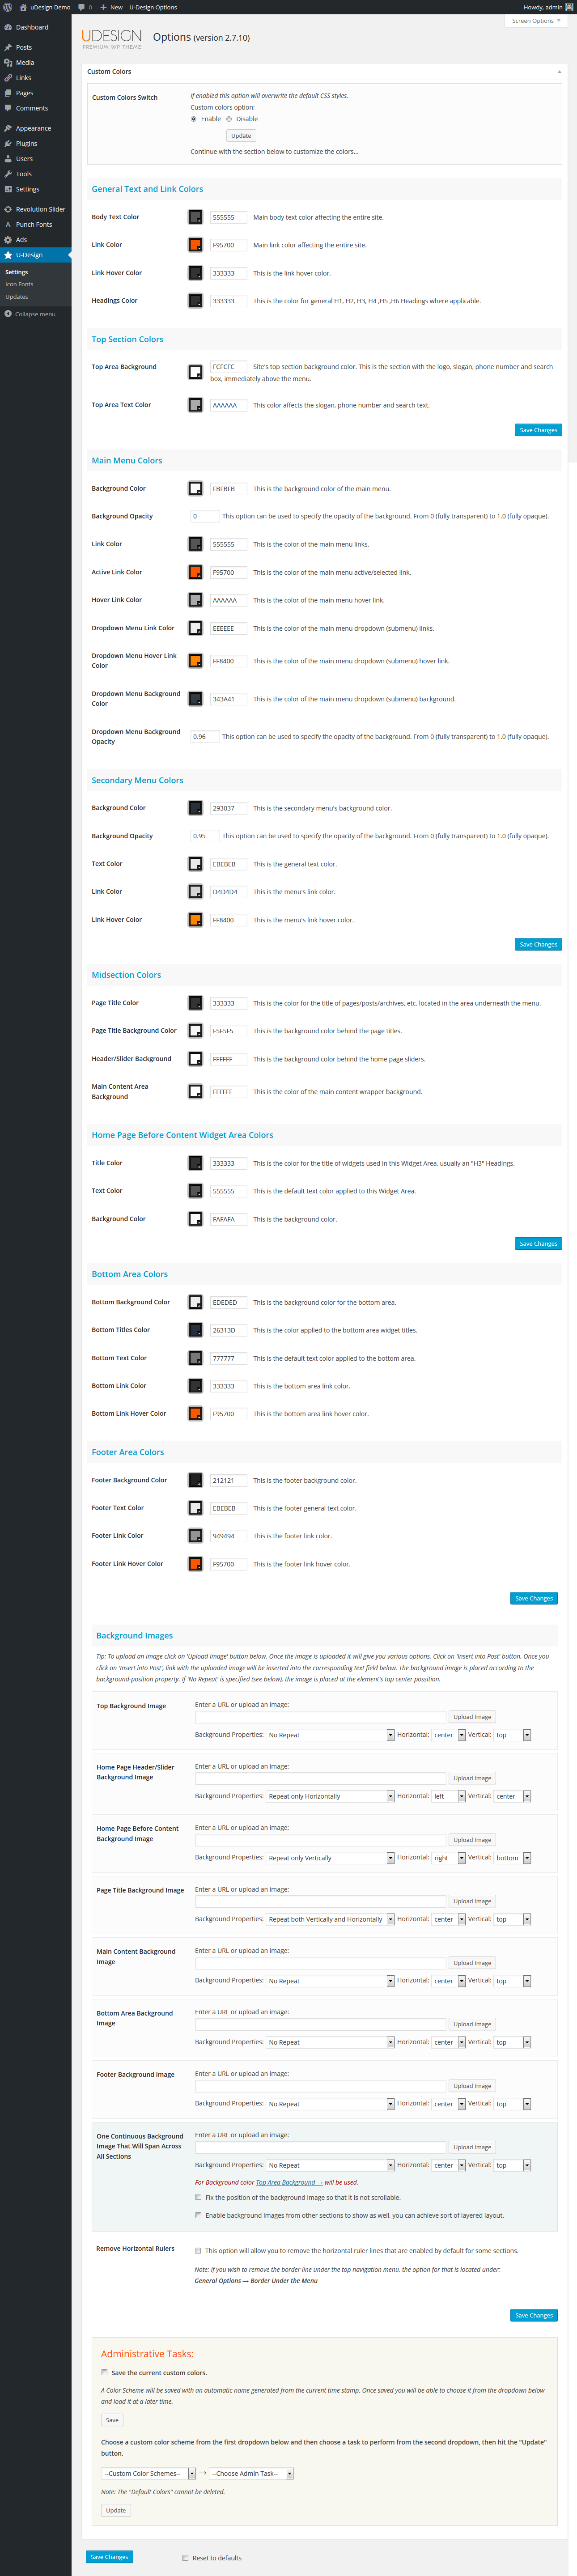 uDesign Demo 0 New U-Design Options Howdy, admin
Screen Options
Dashboard
Posts
Media
Links
Pages
Comments
Appearance
Plugins
Users
Tools
Settings
Revolution Slider
Punch Fonts
Ads
U-Design
Settings
Icon Fonts
Updates
Collapse menu
UDESIGN
PREMIUM WP THEME
Options (version 2.7.10)
Custom Colors
Custom Colors Switch
If enabled this option will overwrite the default CSS styles.
Custom colors option:
Enable Disable
Update
Continue with the section below to customize the colors...
General Text and Link Colors
Body Text Color 555555 Main body text color affecting the entire site.
Link Color F95700 Main link color affecting the entire site.
Link Hover Color 333333 This is the link hover color.
Headings Color 333333 This is the color for general H1, H2, H3, H4 ,H5 ,H6 Headings where applicable.
Top Section Colors
Top Area Background FCFCFC Site's top section background color. This is the section with the logo, slogan, phone number and search
box, immediately above the menu.
Top Area Text Color AAAAAA This color affects the slogan, phone number and search text.
Save Changes
Main Menu Colors
Background Color FBFBFB This is the background color of the main menu.
Background Opacity 0 This option can be used to specify the opacity of the background. From 0 (fully transparent) to 1.0 (fully opaque).
Link Color 555555 This is the color of the main menu links.
Active Link Color F95700 This is the color of the main menu active/selected link.
Hover Link Color AAAAAA This is the color of the main menu hover link.
Dropdown Menu Link Color EEEEEE This is the color of the main menu dropdown (submenu) links.
Dropdown Menu Hover Link
Color
FF8400 This is the color of the main menu dropdown (submenu) hover link.
Dropdown Menu Background
Color
343A41 This is the color of the main menu dropdown (submenu) background.
Dropdown Menu Background
Opacity
0.96 This option can be used to specify the opacity of the background. From 0 (fully transparent) to 1.0 (fully opaque).
Secondary Menu Colors
Background Color 293037 This is the secondary menu's background color.
Background Opacity 0.95 This option can be used to specify the opacity of the background. From 0 (fully transparent) to 1.0 (fully opaque).
Text Color EBEBEB This is the general text color.
Link Color D4D4D4 This is the menu's link color.
Link Hover Color FF8400 This is the menu's link hover color.
Save Changes
Midsection Colors
Page Title Color 333333 This is the color for the title of pages/posts/archives, etc. located in the area underneath the menu.
Page Title Background Color F5F5F5 This is the background color behind the page titles.
Header/Slider Background FFFFFF This is the background color behind the home page sliders.
Main Content Area
Background
FFFFFF This is the color of the main content wrapper background.
Home Page Before Content Widget Area Colors
Title Color 333333 This is the color for the title of widgets used in this Widget Area, usually an "H3" Headings.
Text Color 555555 This is the default text color applied to this Widget Area.
Background Color FAFAFA This is the background color.
Save Changes
Bottom Area Colors
Bottom Background Color EDEDED This is the background color for the bottom area.
Bottom Titles Color 26313D This is the color applied to the bottom area widget titles.
Bottom Text Color 777777 This is the default text color applied to the bottom area.
Bottom Link Color 333333 This is the bottom area link color.
Bottom Link Hover Color F95700 This is the bottom area link hover color.
Footer Area Colors
Footer Background Color 212121 This is the footer background color.
Footer Text Color EBEBEB This is the footer general text color.
Footer Link Color 949494 This is the footer link color.
Footer Link Hover Color F95700 This is the footer link hover color.
Save Changes
Background Images
Tip: To upload an image click on 'Upload Image' button below. Once the image is uploaded it will give you various options. Click on 'Insert into Post' button. Once you
click on 'Insert into Post', link with the uploaded image will be inserted into the corresponding text field below. The background image is placed according to the
background-position property. If 'No Repeat' is specified (see below), the image is placed at the element's top center possition.
Top Background Image
Enter a URL or upload an image:
Upload Image
Background Properties: No Repeat Horizontal: center Vertical: top
Home Page Header/Slider
Background Image
Enter a URL or upload an image:
Upload Image
Background Properties: Repeat only Horizontally Horizontal: left Vertical: center
Home Page Before Content
Background Image
Enter a URL or upload an image:
Upload Image
Background Properties: Repeat only Vertically Horizontal: right Vertical: bottom
Page Title Background Image
Enter a URL or upload an image:
Upload Image
Background Properties: Repeat both Vertically and Horizontally Horizontal: center Vertical: top
Main Content Background
Image
Enter a URL or upload an image:
Upload Image
Background Properties: No Repeat Horizontal: center Vertical: top
Bottom Area Background
Image
Enter a URL or upload an image:
Upload Image
Background Properties: No Repeat Horizontal: center Vertical: top
Footer Background Image
Enter a URL or upload an image:
Upload Image
Background Properties: No Repeat Horizontal: center Vertical: top
One Continuous Background
Image That Will Span Across
All Sections
Enter a URL or upload an image:
Upload Image
Background Properties: No Repeat Horizontal: center Vertical: top
For Background color Top Area Background → will be used.
Fix the position of the background image so that it is not scrollable.
Enable background images from other sections to show as well, you can achieve sort of layered layout.
Remove Horizontal Rulers
This option will allow you to remove the horizontal ruler lines that are enabled by default for some sections.
Note: If you wish to remove the border line under the top navigation menu, the option for that is located under:
General Options → Border Under the Menu
Save Changes
Administrative Tasks:
Save the current custom colors.
A Color Scheme will be saved with an automatic name generated from the current time stamp. Once saved you will be able to choose it from the dropdown below
and load it at a later time.
Save
Choose a custom color scheme from the first dropdown below and then choose a task to perform from the second dropdown, then hit the "Update"
button.
--Custom Color Schemes-- → --Choose Admin Task--
Note: The "Default Colors" cannot be deleted.
Update
Save Changes Reset to defaults